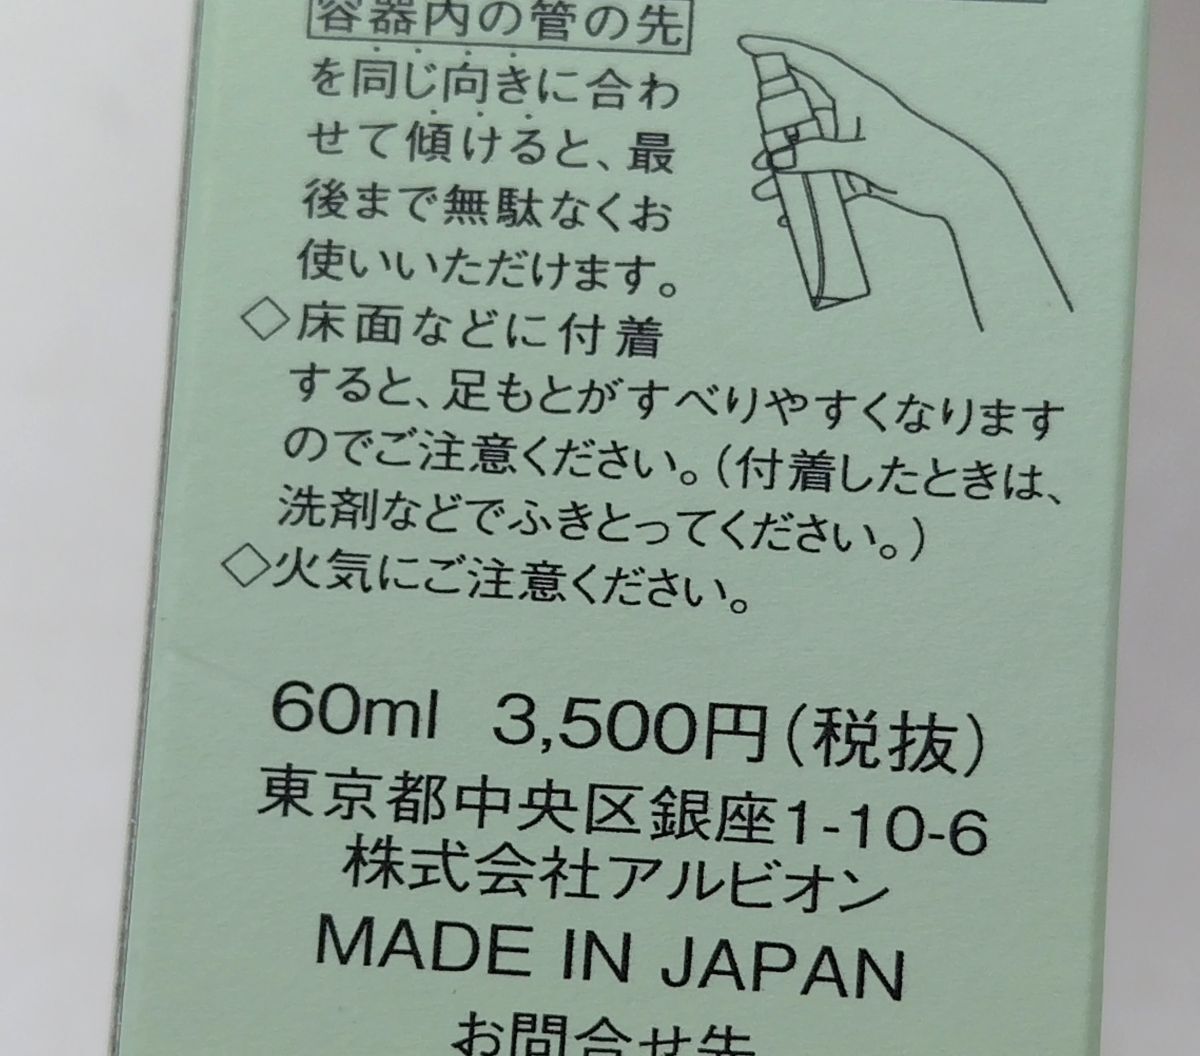 容器内の管の先
を同じ向きに合わ
せて傾けると、最
後まで無駄なくお
使いいただけます。
◇床面などに付着
すると、足もとがすべりやすくなります
のでご注意ください。(付着したときは、
洗剤などでふきとってください。)
◇火気にご注意ください。
60ml 3,500円(税抜)
東京都中央区銀座1-10-6
株式会社アルビオン
MADE IN JAPAN
お問合せ先